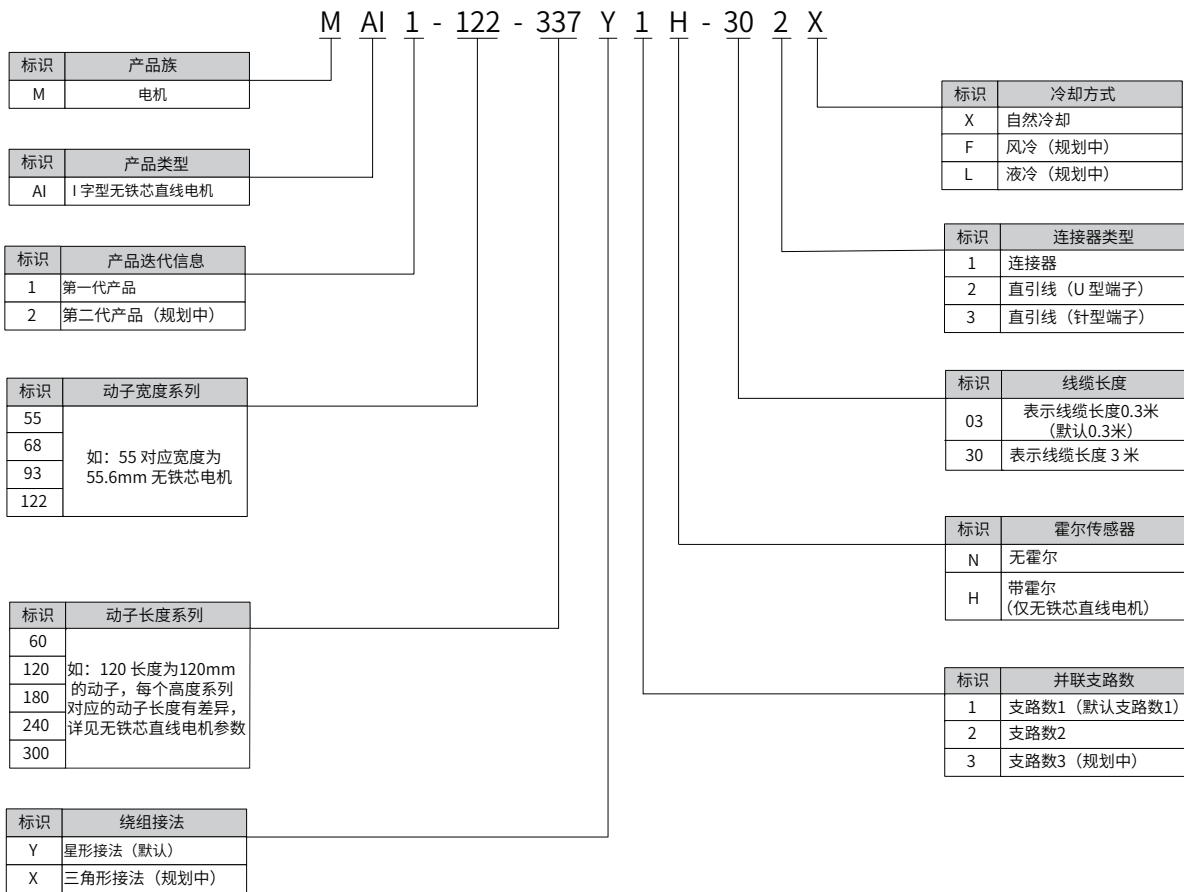 M AI 1 - 122 - 337 Y 1 H - 30 2 X
标识 产品族
M 电机
标识 产品类型
AI I 字型无铁芯直线电机
标识 产品迭代信息
1 第一代产品
2 第二代产品（规划中）
标识 动子宽度系列
55
68
93
122
如：55 对应宽度为
55.6mm 无铁芯电机
标识 动子长度系列
60
120
180
240
300
如：120 长度为120mm
的动子，每个高度系列
对应的动子长度有差异，
详见无铁芯直线电机参数
标识 绕组接法
Y 星形接法（默认）
X 三角形接法（规划中）
标识 冷却方式
X 自然冷却
F 风冷（规划中）
L 液冷（规划中）
标识 连接器类型
1 连接器
2 直引线（U 型端子）
3 直引线（针型端子）
标识 线缆长度
03 表示线缆长度0.3米
（默认0.3米）
30 表示线缆长度 3 米
标识 霍尔传感器
N 无霍尔
H 带霍尔
(仅无铁芯直线电机）
标识 并联支路数
1 支路数1（默认支路数1）
2 支路数2
3 支路数3（规划中）